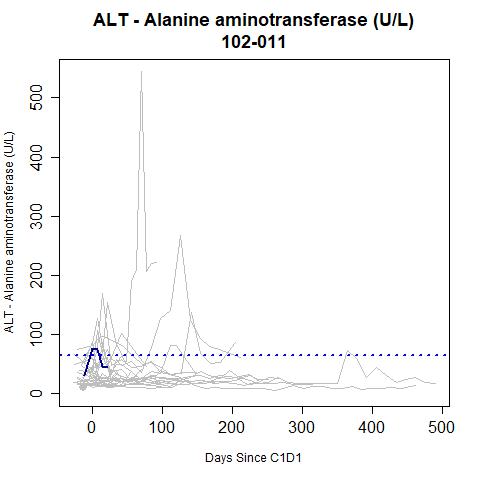 ALT - Alanine aminotransferase (U/L)
102-011
ALT - Alanine aminotransferase (U/L)
500
400
300
200
100
0
0 100 200 300 400 500
Days Since C1D1